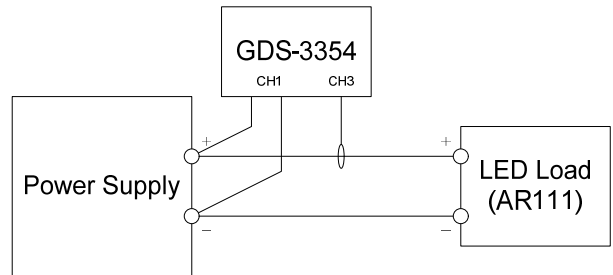 GDS-3354
CH1 CH3
+ +
Power Supply
LED Load
(AR111)
− −